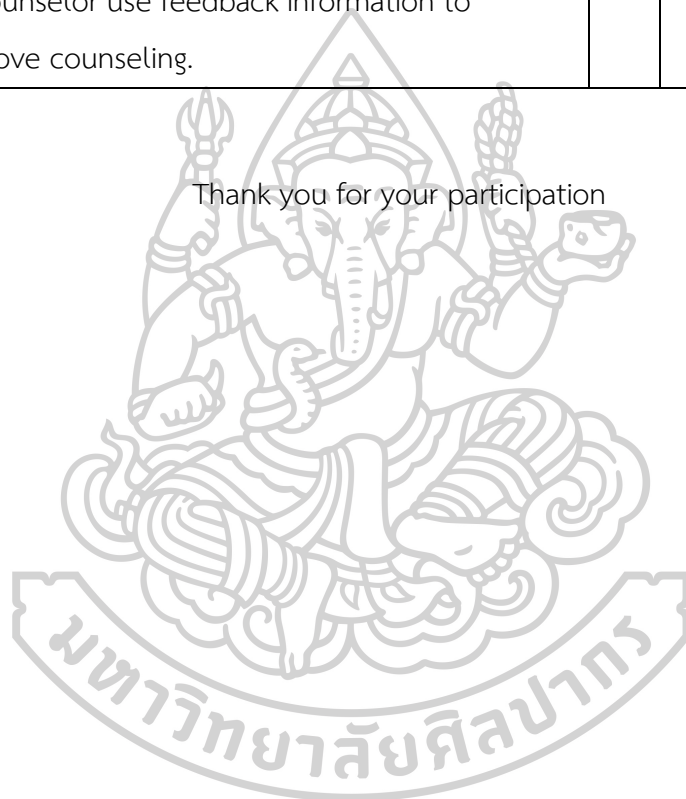 ounselor use feedback information to
ove counseling.
Thank you for your participation
มหาวิทยาลัยศิลปากร